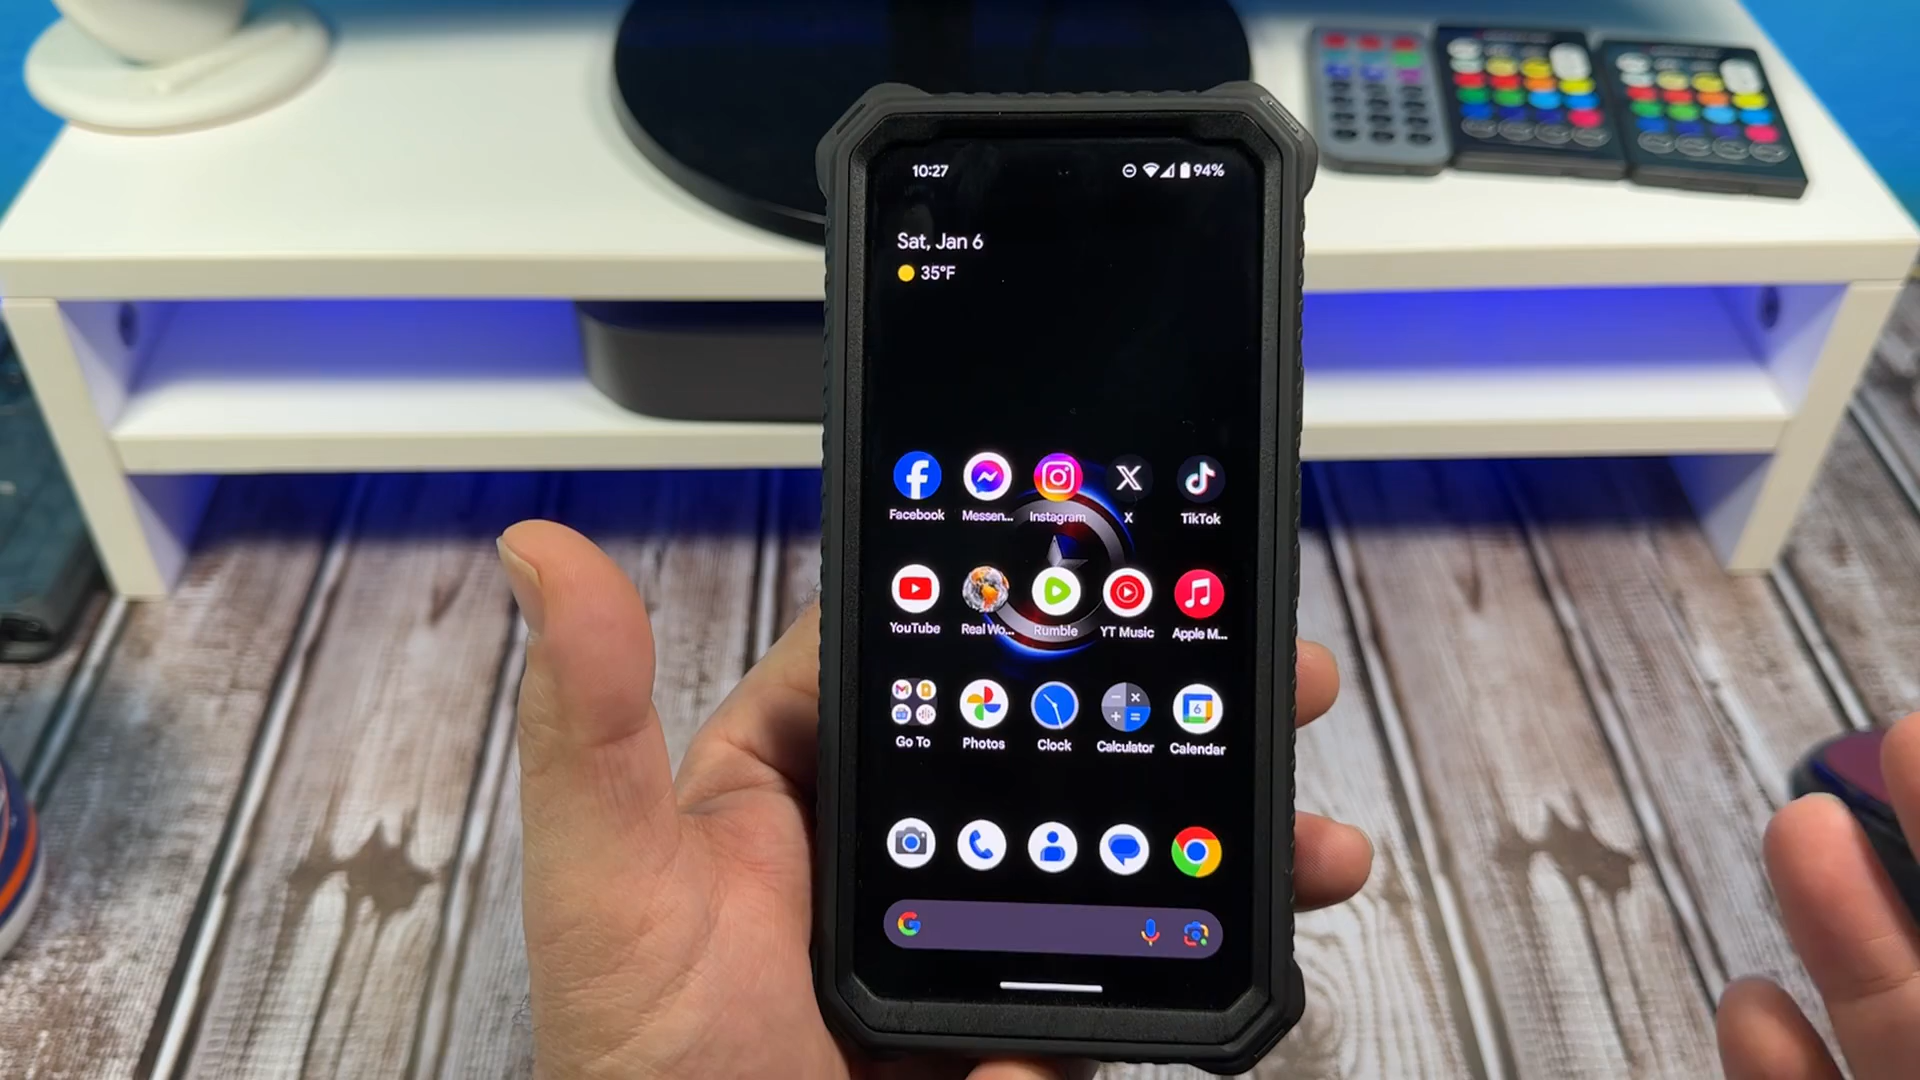 10:27
94%
Sat, Jan 6
35°F
Facebook
Messen...
Instagram
X
TikTok
YouTube
Real Wo...
Rumble
YT Music
Apple M...
Go To
Photos
Clock
Calculator
6
Calendar